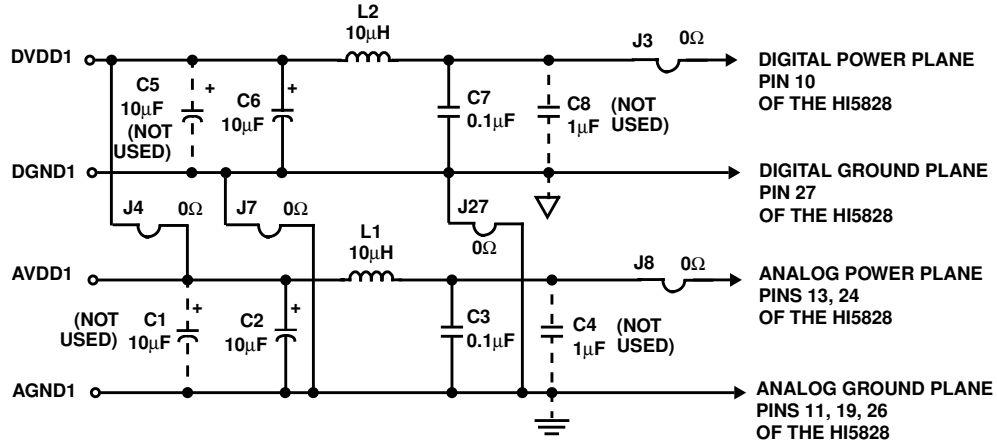 L2
10µH
J3 0Ω
DVDD1
DIGITAL POWER PLANE
PIN 10
OF THE HI5828
C5
10µF
(NOT
USED)
+
C6
10µF
+
C7
0.1µF
C8
1µF
(NOT
USED)
DGND1
DIGITAL GROUND PLANE
PIN 27
OF THE HI5828
J4 0Ω
J7 0Ω
J27
0Ω
L1
10µH
J8 0Ω
AVDD1
ANALOG POWER PLANE
PINS 13, 24
OF THE HI5828
(NOT
USED)
C1
10µF
+
C2
10µF
+
C3
0.1µF
C4
1µF
(NOT
USED)
AGND1
ANALOG GROUND PLANE
PINS 11, 19, 26
OF THE HI5828